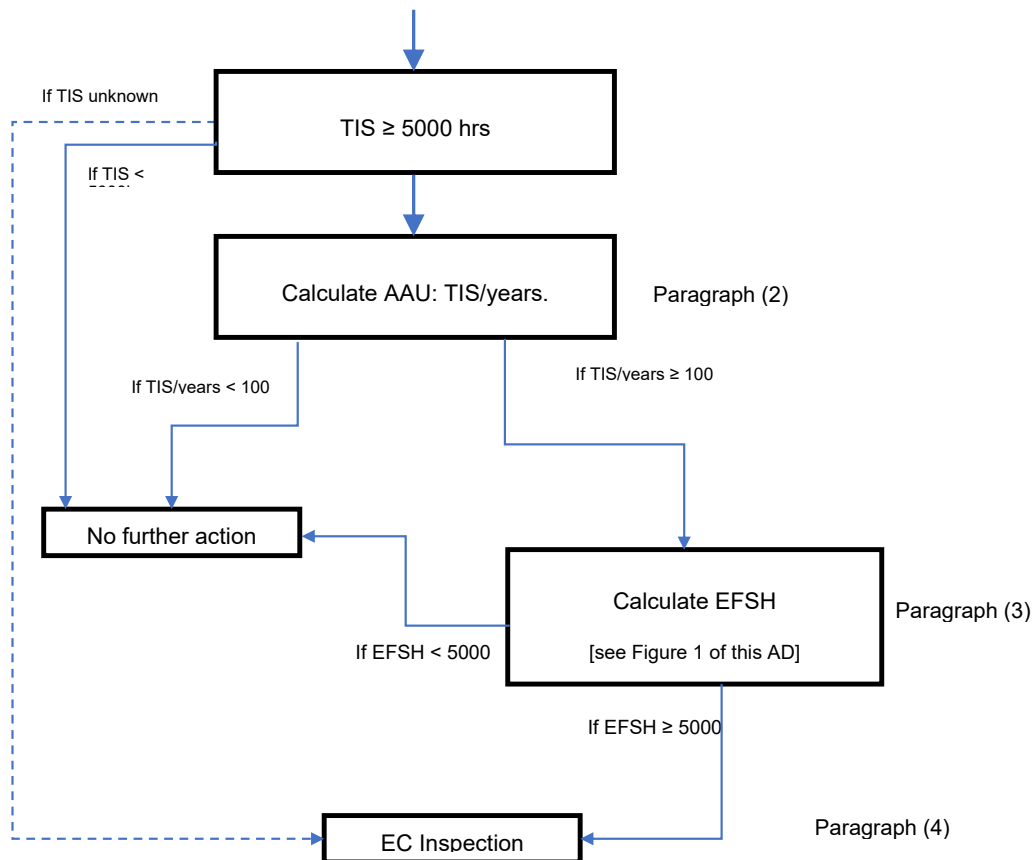 If TIS unknown
TIS ≥ 5000 hrs
If TIS <
Calculate AAU: TIS/years.
Paragraph (2)
If TIS/years < 100
If TIS/years ≥ 100
No further action
Calculate EFSH
[see Figure 1 of this AD]
Paragraph (3)
If EFSH < 5000
If EFSH ≥ 5000
Paragraph (4)
EC Inspection